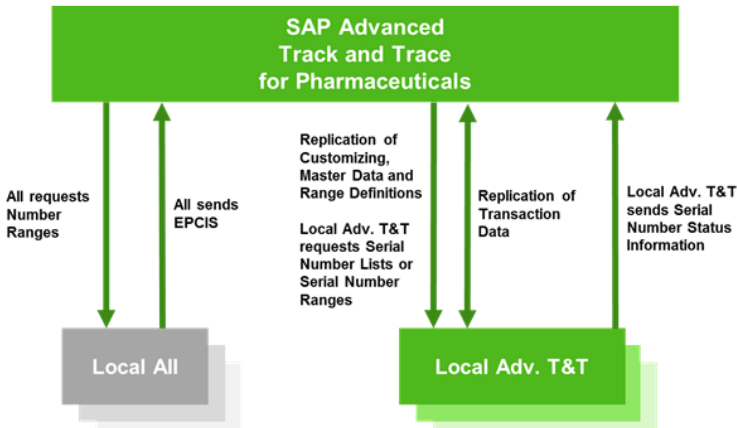 SAP Advanced
Track and Trace
for Pharmaceuticals
All requests
Number
Ranges
All sends
EPCIS
Replication of
Customizing,
Master Data and
Range Definitions
Local Adv. T&T
requests Serial
Number Lists or
Serial Number
Ranges
Replication of
Transaction
Data
Local Adv. T&T
sends Serial
Number Status
Information
Local All
Local Adv. T&T